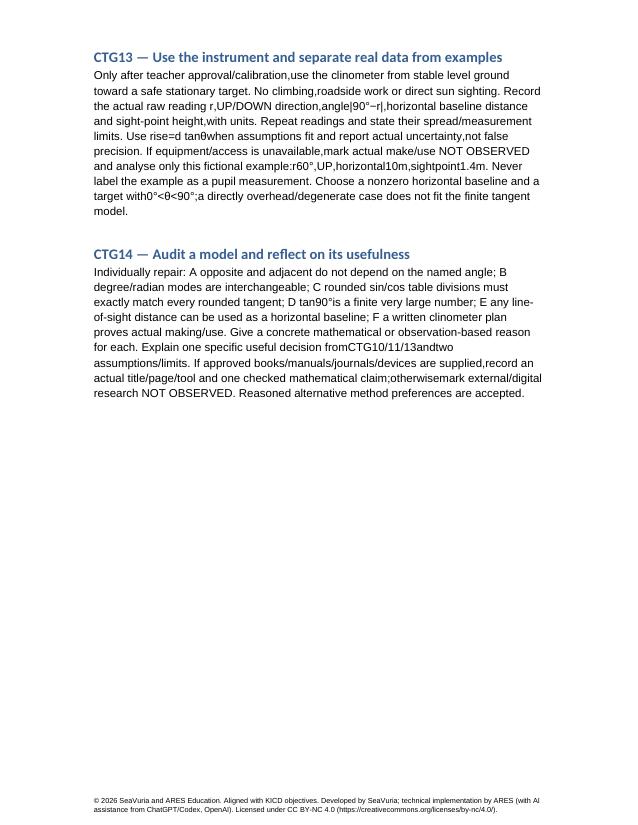 CTG13 — Use the instrument and separate real data from examples
Only after teacher approval/calibration,use the clinometer from stable level ground
toward a safe stationary target. No climbing,roadside work or direct sun sighting. Record
the actual raw reading r,UP/DOWN direction,angle|90°−r|,horizontal baseline distance
and sight-point height,with units. Repeat readings and state their spread/measurement
limits. Use rise=d tanθwhen assumptions fit and report actual uncertainty,not false
precision. If equipment/access is unavailable,mark actual make/use NOT OBSERVED
and analyse only this fictional example:r60°,UP,horizontal10m,sightpoint1.4m. Never
label the example as a pupil measurement. Choose a nonzero horizontal baseline and a
target with0°<θ<90°;a directly overhead/degenerate case does not fit the finite tangent
model.
CTG14 — Audit a model and reflect on its usefulness
Individually repair: A opposite and adjacent do not depend on the named angle; B
degree/radian modes are interchangeable; C rounded sin/cos table divisions must
exactly match every rounded tangent; D tan90°is a finite very large number; E any line-
of-sight distance can be used as a horizontal baseline; F a written clinometer plan
proves actual making/use. Give a concrete mathematical or observation-based reason
for each. Explain one specific useful decision fromCTG10/11/13andtwo
assumptions/limits. If approved books/manuals/journals/devices are supplied,record an
actual title/page/tool and one checked mathematical claim;otherwisemark external/digital
research NOT OBSERVED. Reasoned alternative method preferences are accepted.
© 2026 SeaVuria and ARES Education. Aligned with KICD objectives. Developed by SeaVuria; technical implementation by ARES (with AI
assistance from ChatGPT/Codex, OpenAI). Licensed under CC BY-NC 4.0 (https://creativecommons.org/licenses/by-nc/4.0/).